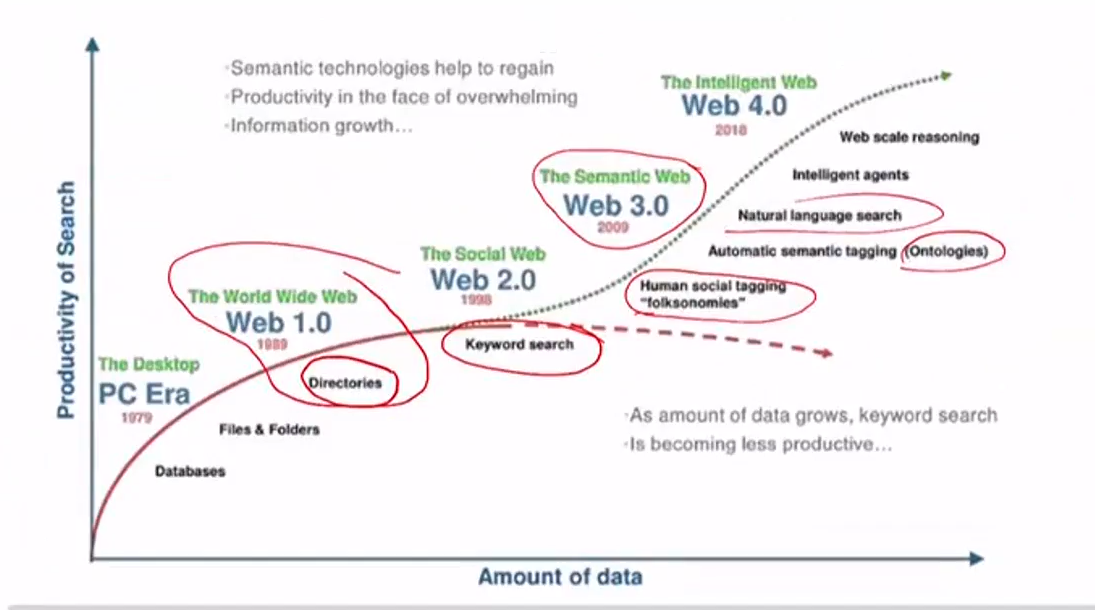 ·Semantic technologies help to regain
·Productivity in the face of overwhelming
·Information growth…
The Intelligent Web
Web 4.0
2018
Web scale reasoning
Intelligent agents
The Semantic Web
Web 3.0
2009
Natural language search
Automatic semantic tagging (Ontologies)
The Social Web
Web 2.0
1998
Human social tagging
"folksonomies"
The World Wide Web
Web 1.0
1989
Keyword search
Directories
The Desktop
PC Era
1979
Files & Folders
Databases
·As amount of data grows, keyword search
·Is becoming less productive…
Productivity of Search
Amount of data